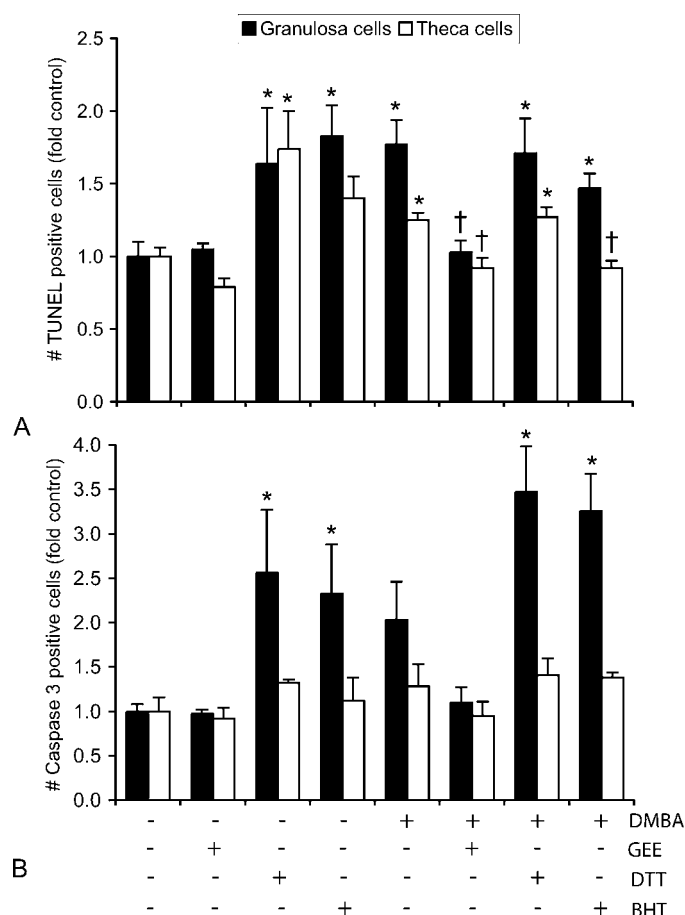 Granulosa cells Theca cells
# TUNEL positive cells (fold control)
2.5
2.0
1.5
1.0
0.5
0.0
* * * * * † † * * * †
A
# Caspase 3 positive cells (fold control)
4.0
3.5
3.0
2.5
2.0
1.5
1.0
0.5
0.0
* * * *
- - - - + + + + DMBA
- + - - - + - - GEE
- - + - - - + - DTT
- - - + - - - + BHT
B